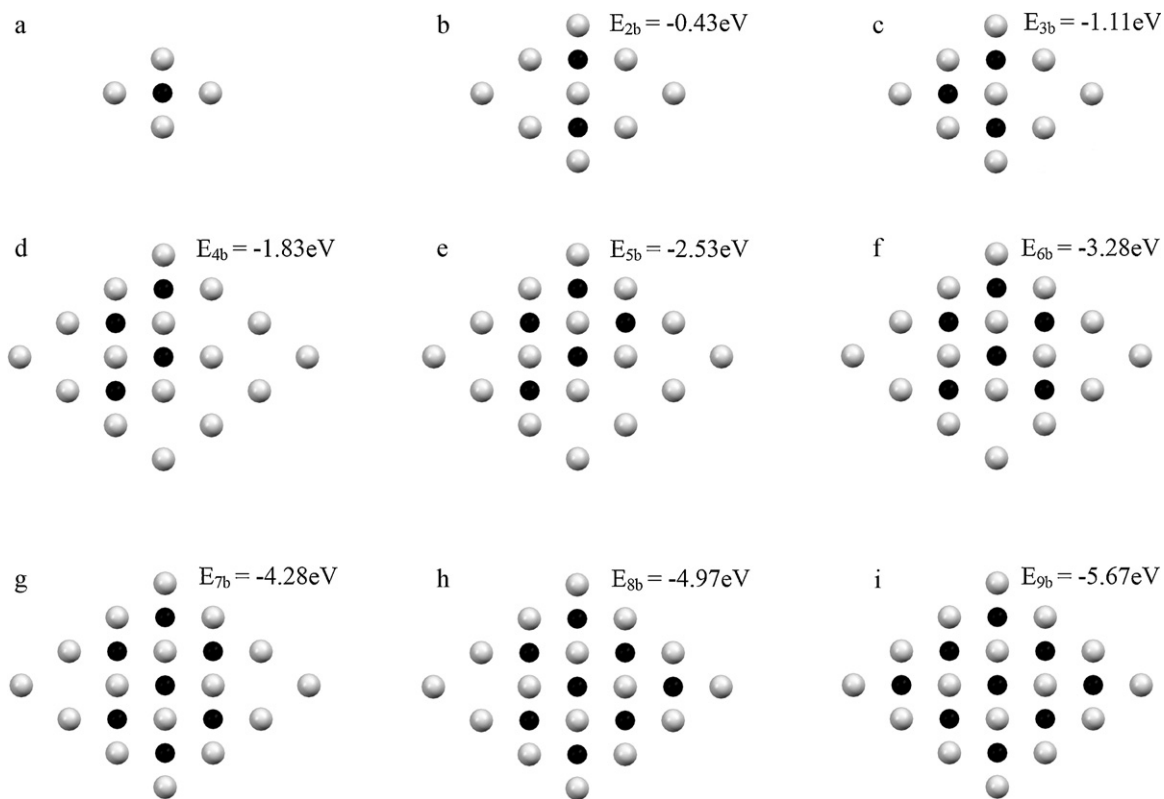 a
b E₂b = -0.43eV
c E₃b = -1.11eV
d E₄b = -1.83eV
e E₅b = -2.53eV
f E₆b = -3.28eV
g E₇b = -4.28eV
h E₈b = -4.97eV
i E₉b = -5.67eV